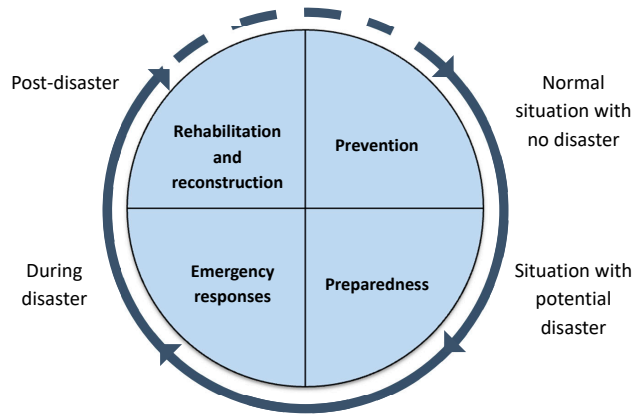 Post-disaster
Normal
situation with
no disaster
Rehabilitation
and
reconstruction
Prevention
During
disaster
Emergency
responses
Preparedness
Situation with
potential
disaster